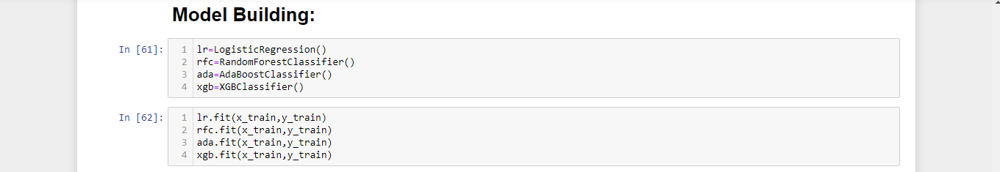 Model Building:
In [61]:
1 lr=LogisticRegression()
2 rfc=RandomForestClassifier()
3 ada=AdaBoostClassifier()
4 xgb=XGBClassifier()
In [62]:
1 lr.fit(x_train,y_train)
2 rfc.fit(x_train,y_train)
3 ada.fit(x_train,y_train)
4 xgb.fit(x_train,y_train)